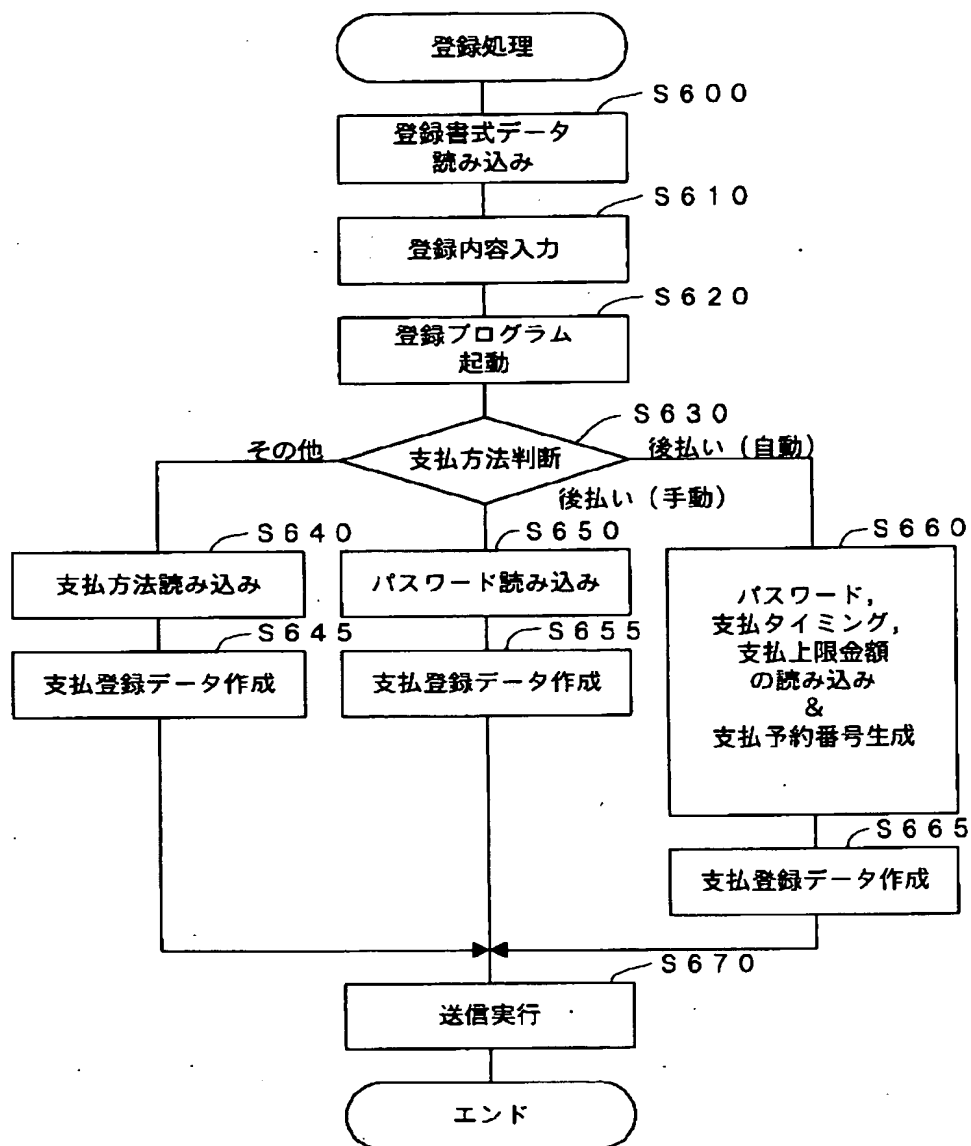 登録処理
S600
登録書式データ
読み込み
S610
登録内容入力
S620
登録プログラム
起動
S630
その他
支払方法判断
後払い(自動)
後払い(手動)
S640
支払方法読み込み
S645
支払登録データ作成
S650
パスワード読み込み
S655
支払登録データ作成
S660
パスワード,
支払タイミング,
支払上限金額
の読み込み
&
支払予約番号生成
S665
支払登録データ作成
S670
送信実行
エンド